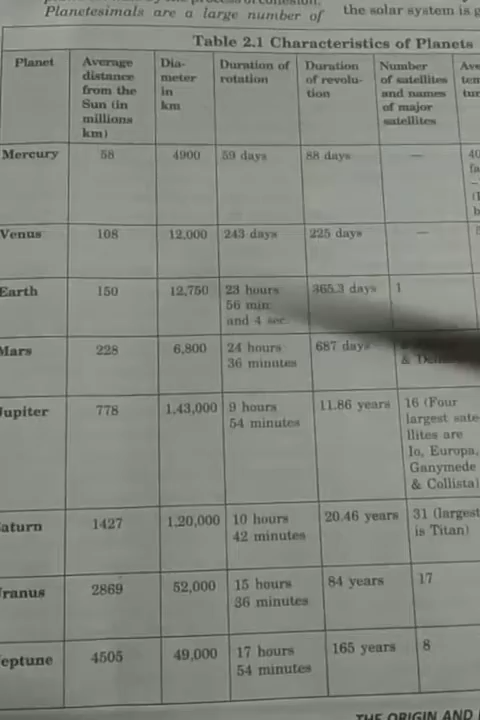 Planetesimals are a large number of
the solar system is g
Table 2.1 Characteristics of Planets
Planet Average distance from the Sun (in millions km) Dia-meter in km Duration of rotation Duration of revolu-tion Number of satellites and names of major satellites
Mercury 58 4900 59 days 88 days —
Venus 108 12,000 243 days 225 days —
Earth 150 12,750 23 hours 56 min and 4 sec. 365.3 days 1
Mars 228 6,800 24 hours 36 minutes 687 days &
Jupiter 778 1,43,000 9 hours 54 minutes 11.86 years 16 (Four largest sate-llites are Io, Europa, Ganymede & Collista)
aturn 1427 1,20,000 10 hours 42 minutes 20.46 years 31 (largest is Titan)
ranus 2869 52,000 15 hours 36 minutes 84 years 17
eptune 4505 49,000 17 hours 54 minutes 165 years 8
THE ORIGIN AND